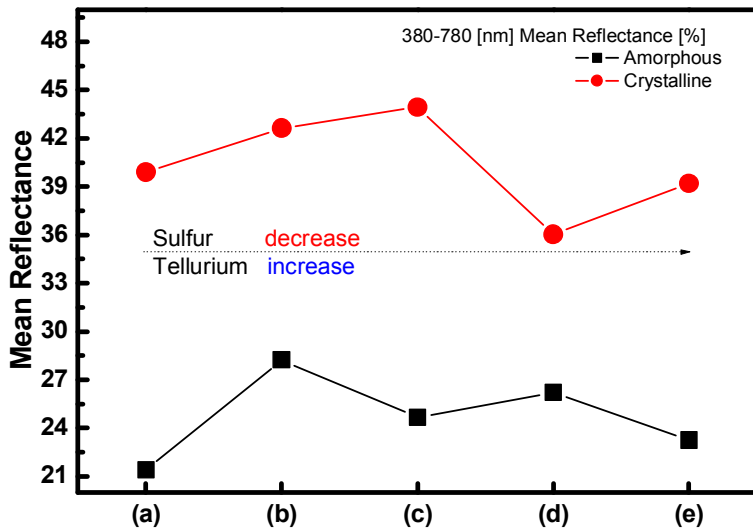 380-780 [nm] Mean Reflectance [%]
Amorphous
Crystalline
Mean Reflectance
48
45
42
39
36
33
30
27
24
21
Sulfur decrease
Tellurium increase
(a) (b) (c) (d) (e)